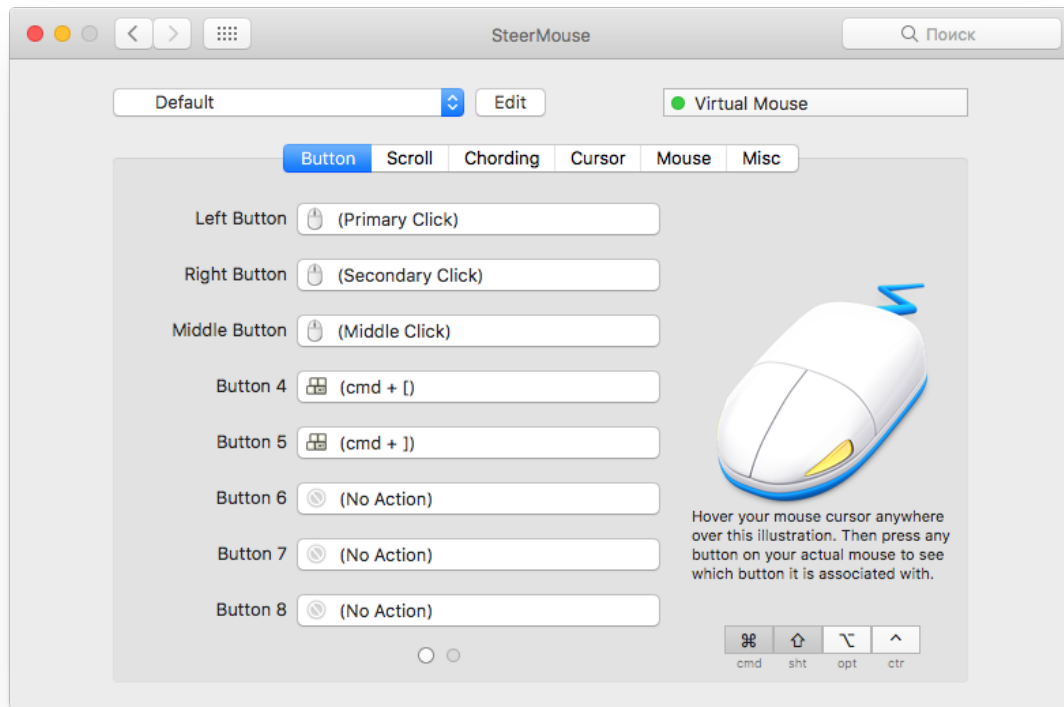 SteerMouse
Поиск
Default
Edit
Virtual Mouse
Button Scroll Chording Cursor Mouse Misc
Left Button (Primary Click)
Right Button (Secondary Click)
Middle Button (Middle Click)
Button 4 (cmd + [)
Button 5 (cmd + ])
Button 6 (No Action)
Button 7 (No Action)
Button 8 (No Action)
Hover your mouse cursor anywhere
over this illustration. Then press any
button on your actual mouse to see
which button it is associated with.
⌘ ⇧ ⌥ ^
cmd sht opt ctr